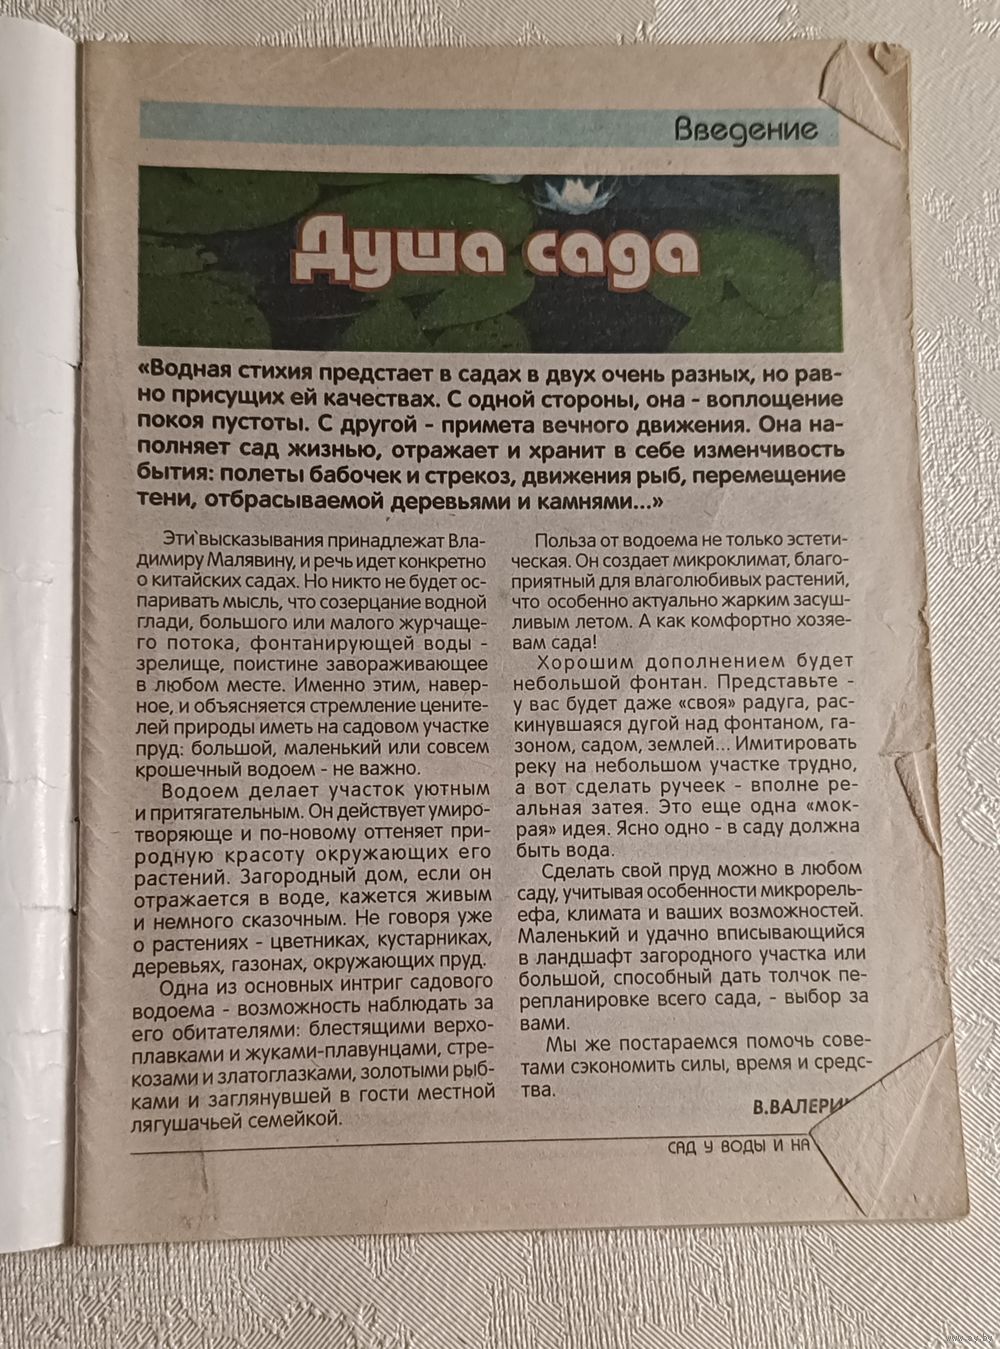 Введение
Душа сада
«Водная стихия предстает в садах в двух очень разных, но рав-
но присущих ей качествах. С одной стороны, она - воплощение
покоя пустоты. С другой - примета вечного движения. Она на-
полняет сад жизнью, отражает и хранит в себе изменчивость
бытия: полеты бабочек и стрекоз, движения рыб, перемещение
тени, отбрасываемой деревьями и камнями...»
Эти высказывания принадлежат Вла-
димиру Малявину, и речь идет конкретно
о китайских садах. Но никто не будет ос-
паривать мысль, что созерцание водной
глади, большого или малого журчаще-
го потока, фонтанирующей воды -
зрелище, поистине завораживающее
в любом месте. Именно этим, навер-
ное, и объясняется стремление цените-
лей природы иметь на садовом участке
пруд: большой, маленький или совсем
крошечный водоем - не важно.
Водоем делает участок уютным
и притягательным. Он действует умиро-
творяюще и по-новому оттеняет при-
родную красоту окружающих его
растений. Загородный дом, если он
отражается в воде, кажется живым
и немного сказочным. Не говоря уже
о растениях - цветниках, кустарниках,
деревьях, газонах, окружающих пруд.
Одна из основных интриг садового
водоема - возможность наблюдать за
его обитателями: блестящими верхо-
плавками и жуками-плавунцами, стре-
козами и златоглазками, золотыми рыб-
ками и заглянувшей в гости местной
лягушачьей семейкой.
Польза от водоема не только эстети-
ческая. Он создает микроклимат, благо-
приятный для влаголюбивых растений,
что особенно актуально жарким засуш-
ливым летом. А как комфортно хозяе-
вам сада!
Хорошим дополнением будет
небольшой фонтан. Представьте -
у вас будет даже «своя» радуга, рас-
кинувшаяся дугой над фонтаном, га-
зоном, садом, землей... Имитировать
реку на небольшом участке трудно,
а вот сделать ручеек - вполне ре-
альная затея. Это еще одна «мок-
рая» идея. Ясно одно - в саду должна
быть вода.
Сделать свой пруд можно в любом
саду, учитывая особенности микрорель-
ефа, климата и ваших возможностей.
Маленький и удачно вписывающийся
в ландшафт загородного участка или
большой, способный дать толчок пе-
репланировке всего сада, - выбор за
вами.
Мы же постараемся помочь сове-
тами сэкономить силы, время и средс-
тва.
В.ВАЛЕРИ
САД У ВОДЫ И НА